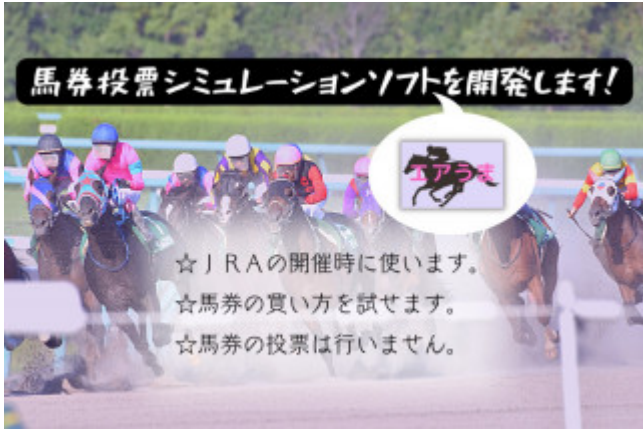 馬券投票シミュレーションソフトを開発します!
エアうま
☆JRAの開催時に使います。
☆馬券の買い方を試せます。
☆馬券の投票は行いません。